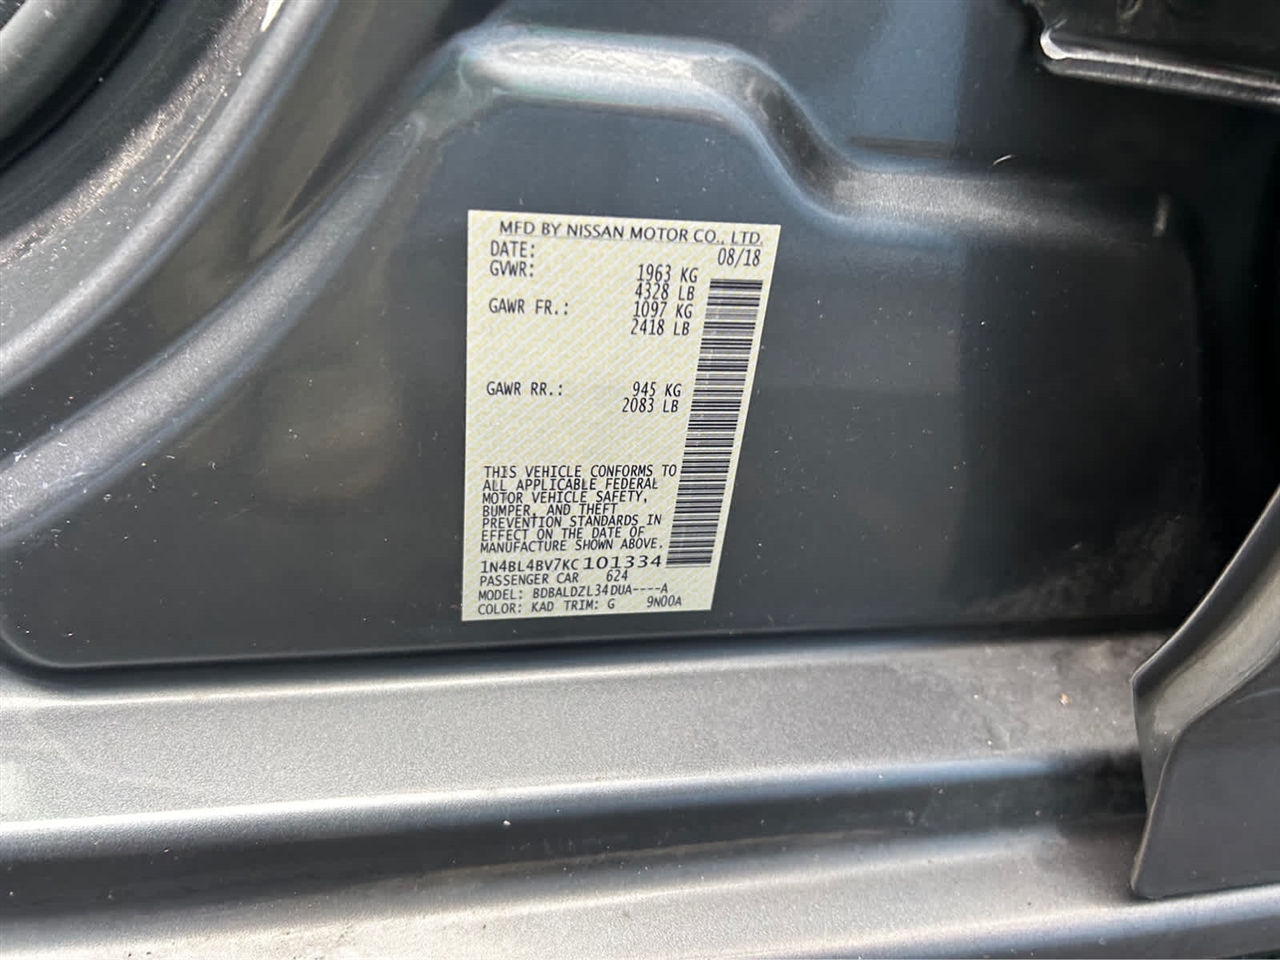 MFD BY NISSAN MOTOR CO., LTD.
DATE: 08/18
GVWR: 1963 KG
4328 LB
GAWR FR.: 1097 KG
2418 LB
GAWR RR.: 945 KG
2083 LB
THIS VEHICLE CONFORMS TO
ALL APPLICABLE FEDERAL
MOTOR VEHICLE SAFETY,
BUMPER, AND THEFT
PREVENTION STANDARDS IN
EFFECT ON THE DATE OF
MANUFACTURE SHOWN ABOVE.
1N4BL4BV7KC101334
PASSENGER CAR 624
MODEL: BDBALDZL34DUA----A
COLOR: KAD TRIM: G 9N00A